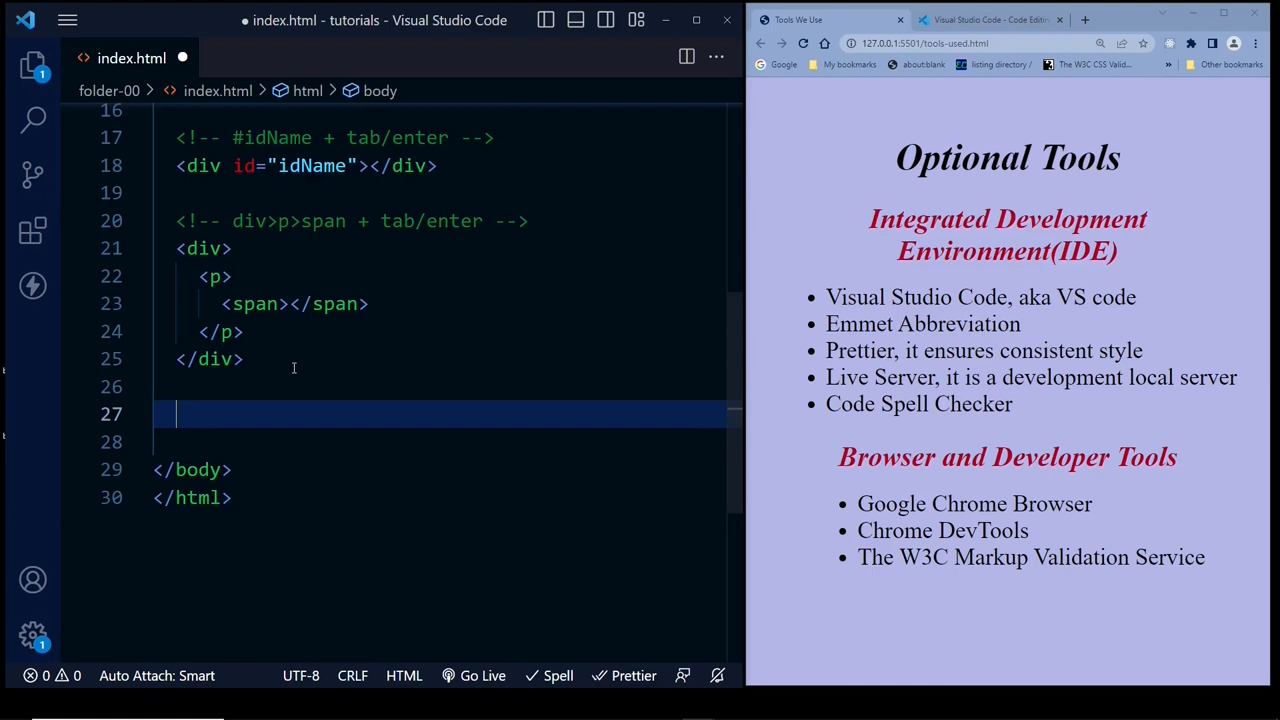 ● index.html - tutorials - Visual Studio Code
index.html ●
folder-00 > index.html > html > body
16
17 <!-- #idName + tab/enter -->
18 <div id="idName"></div>
19
20 <!-- div>p>span + tab/enter -->
21 <div>
22 <p>
23 <span></span>
24 </p>
25 </div>
26
27
28
29 </body>
30 </html>
1
1
0 0 Auto Attach: Smart UTF-8 CRLF HTML Go Live Spell Prettier
Tools We Use Visual Studio Code - Code Editin
127.0.0.1:5501/tools-used.html
Google My bookmarks about:blank listing directory / The W3C CSS Valid... » Other bookmarks
Optional Tools
Integrated Development
Environment(IDE)
• Visual Studio Code, aka VS code
• Emmet Abbreviation
• Prettier, it ensures consistent style
• Live Server, it is a development local server
• Code Spell Checker
Browser and Developer Tools
• Google Chrome Browser
• Chrome DevTools
• The W3C Markup Validation Service